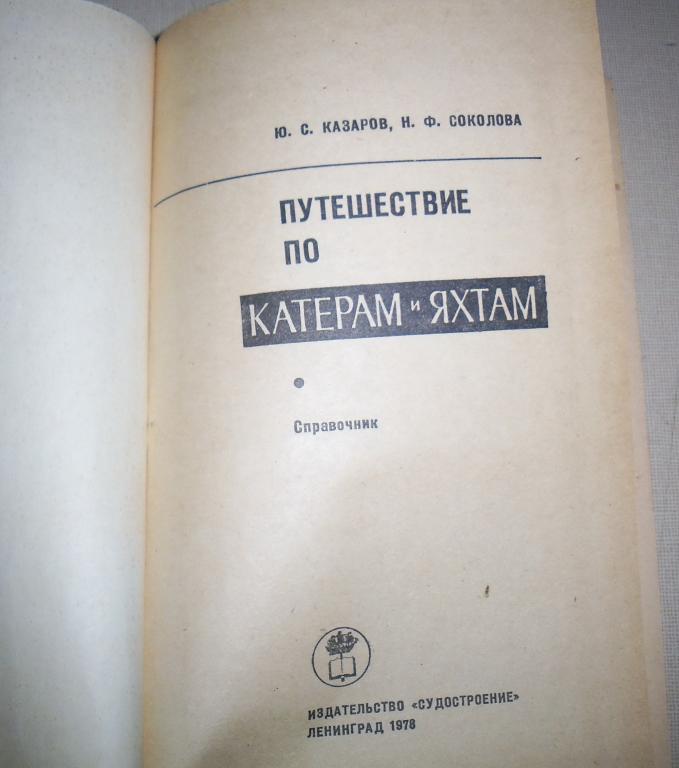 Ю. С. КАЗАРОВ, Н. Ф. СОКОЛОВА
ПУТЕШЕСТВИЕ
ПО
КАТЕРАМ и ЯХТАМ
Справочник
ИЗДАТЕЛЬСТВО «СУДОСТРОЕНИЕ»
ЛЕНИНГРАД 1978